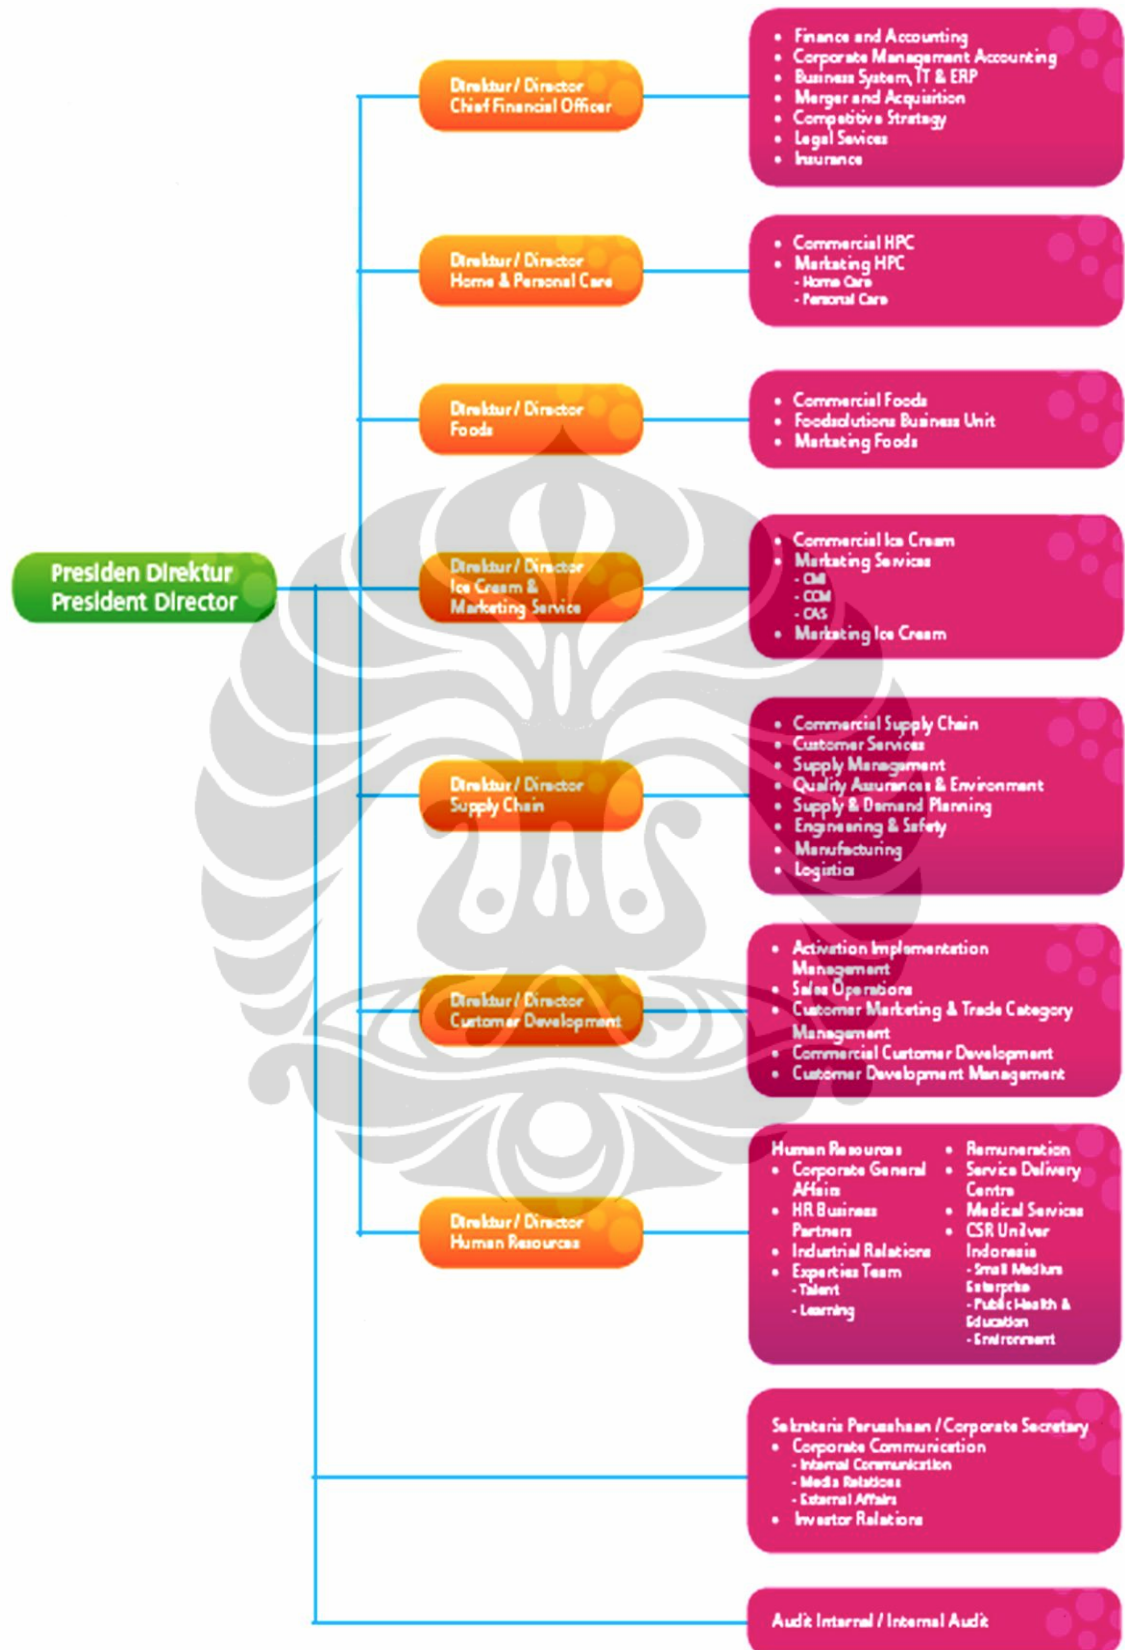 Presiden Direktur
President Director
Direktur / Director
Chief Financial Officer
• Finance and Accounting
• Corporate Management Accounting
• Business System, IT & ERP
• Merger and Acquisition
• Competitive Strategy
• Legal Sevices
• Insurance
Direktur / Director
Home & Personal Care
• Commercial HPC
• Marketing HPC
- Home Care
- Personal Care
Direktur / Director
Foods
• Commercial Foods
• Foodsolutions Business Unit
• Marketing Foods
Direktur / Director
Ice Cream &
Marketing Service
• Commercial Ice Cream
• Marketing Services
- CMI
- CCM
- CAS
• Marketing Ice Cream
Direktur / Director
Supply Chain
• Commercial Supply Chain
• Customer Services
• Supply Management
• Quality Assurances & Environment
• Supply & Demand Planning
• Engineering & Safety
• Manufacturing
• Logistics
Direktur / Director
Customer Development
• Activation Implementation
Management
• Sales Operations
• Customer Marketing & Trade Category
Management
• Commercial Customer Development
• Customer Development Management
Direktur / Director
Human Resources
Human Resources
• Corporate General
Affairs
• HR Business
Partners
• Industrial Relations
• Experties Team
- Talent
- Learning
• Remuneration
• Service Delivery
Centre
• Medical Services
• CSR Unilver
Indonesia
- Small Medium
Enterprise
- Public Health &
Education
- Environment
Sekretaris Perusahaan / Corporate Secretary
• Corporate Communication
- Internal Communication
- Media Relations
- External Affairs
• Investor Relations
Audit Internal / Internal Audit